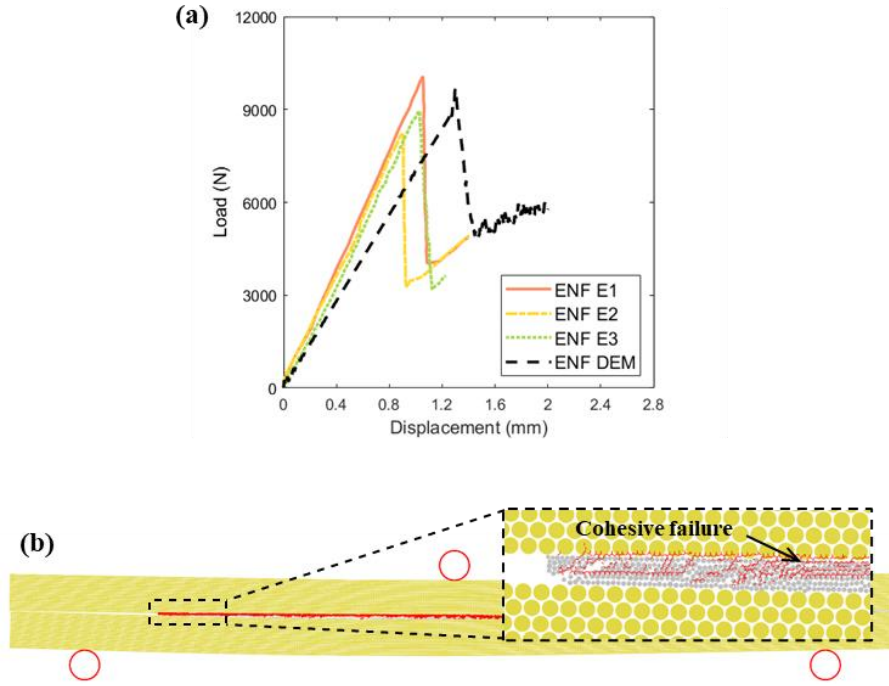 (a)
12000
9000
6000
3000
0
Load (N)
0 0.4 0.8 1.2 1.6 2 2.4 2.8
Displacement (mm)
ENF E1
ENF E2
ENF E3
ENF DEM
(b)
Cohesive failure